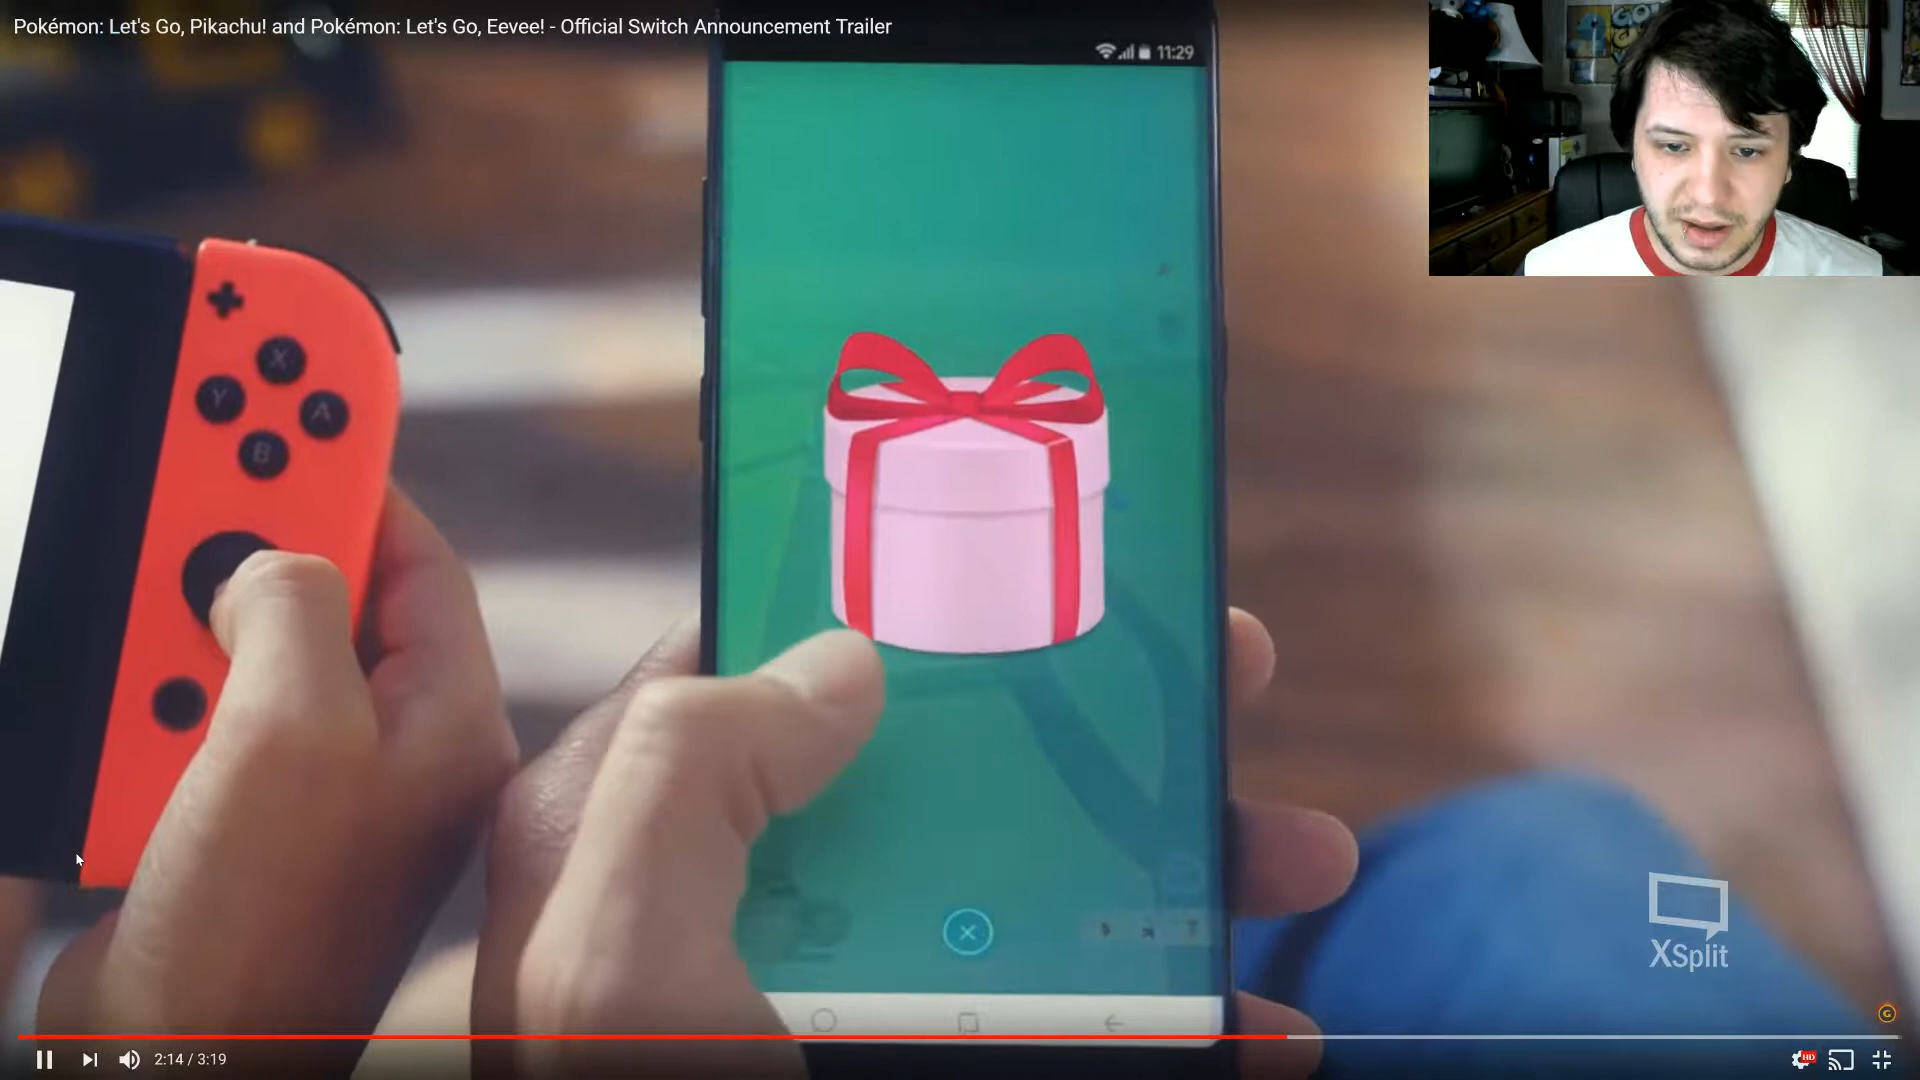 Pokémon: Let's Go, Pikachu! and Pokémon: Let's Go, Eevee! - Official Switch Announcement Trailer
11:29
X
Y
A
B
XSplit
G
2:14 / 3:19
HD